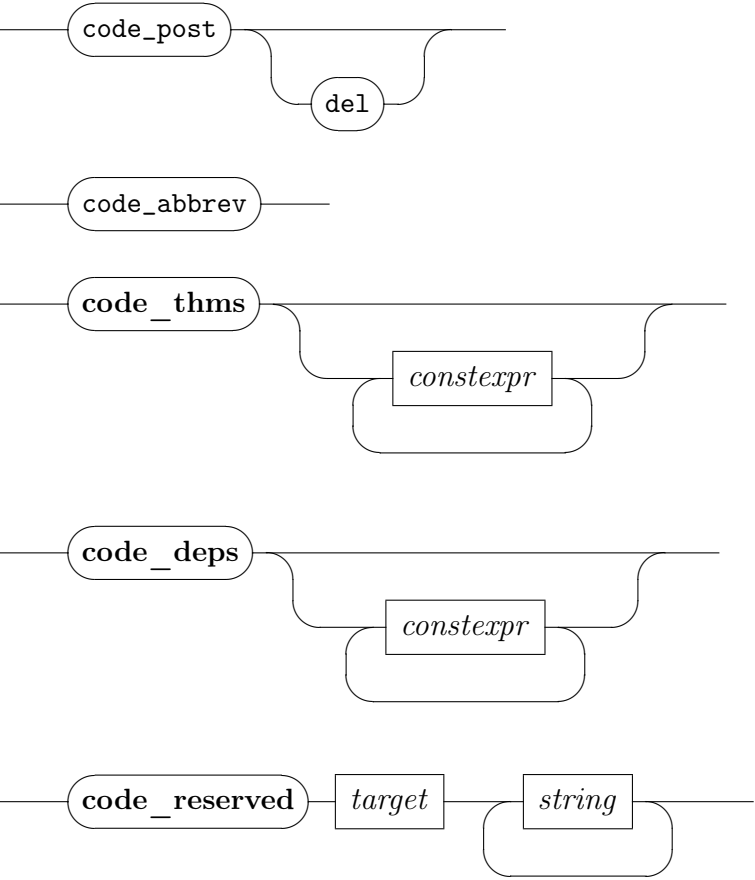 code_post
del
code_abbrev
code_thms
constexpr
code_deps
constexpr
code_reserved target string